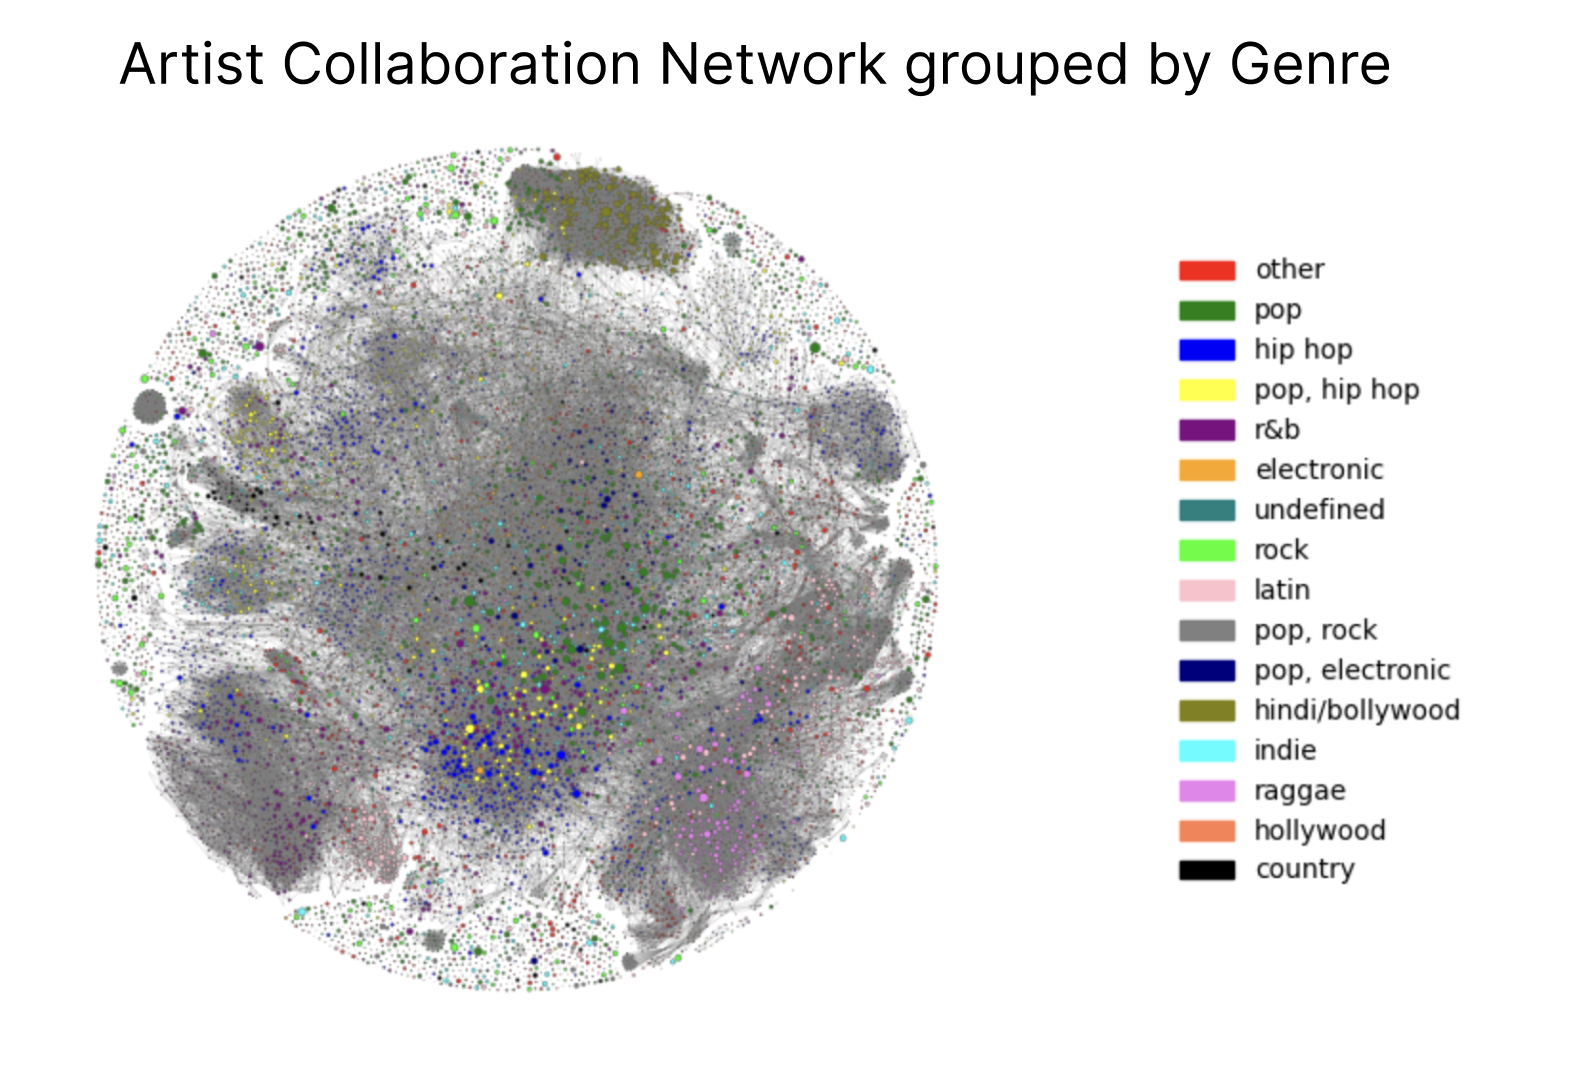 Artist Collaboration Network grouped by Genre
other
pop
hip hop
pop, hip hop
r&b
electronic
undefined
rock
latin
pop, rock
pop, electronic
hindi/bollywood
indie
raggae
hollywood
country